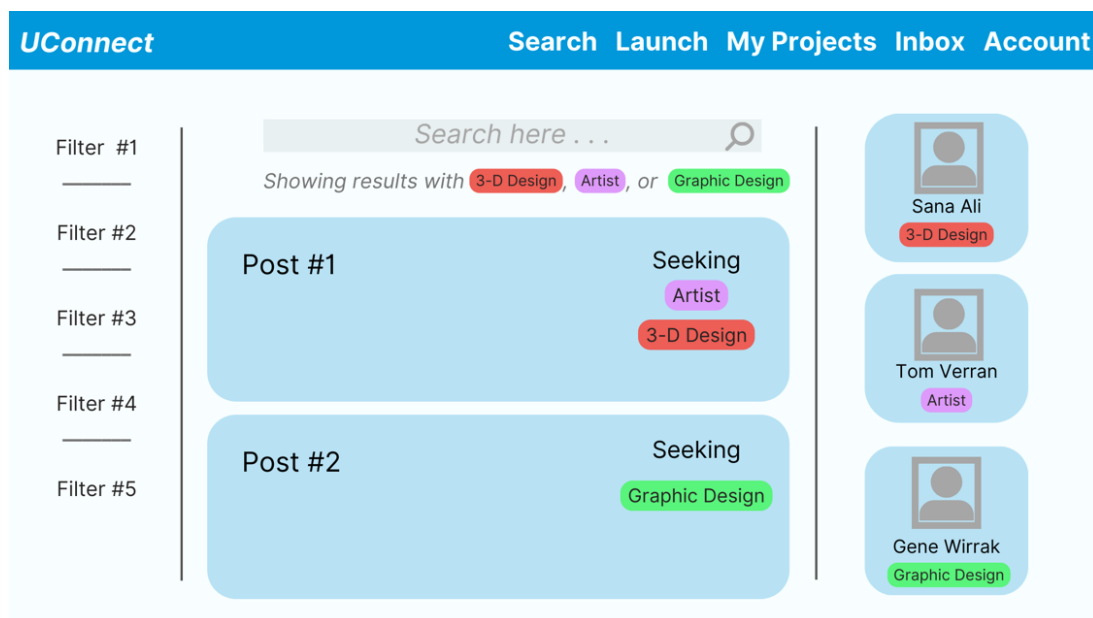 UConnect Search Launch My Projects Inbox Account
Filter #1
Filter #2
Filter #3
Filter #4
Filter #5
Search here . . .
Showing results with 3-D Design, Artist, or Graphic Design
Post #1
Seeking
Artist
3-D Design
Post #2
Seeking
Graphic Design
Sana Ali
3-D Design
Tom Verran
Artist
Gene Wirrak
Graphic Design